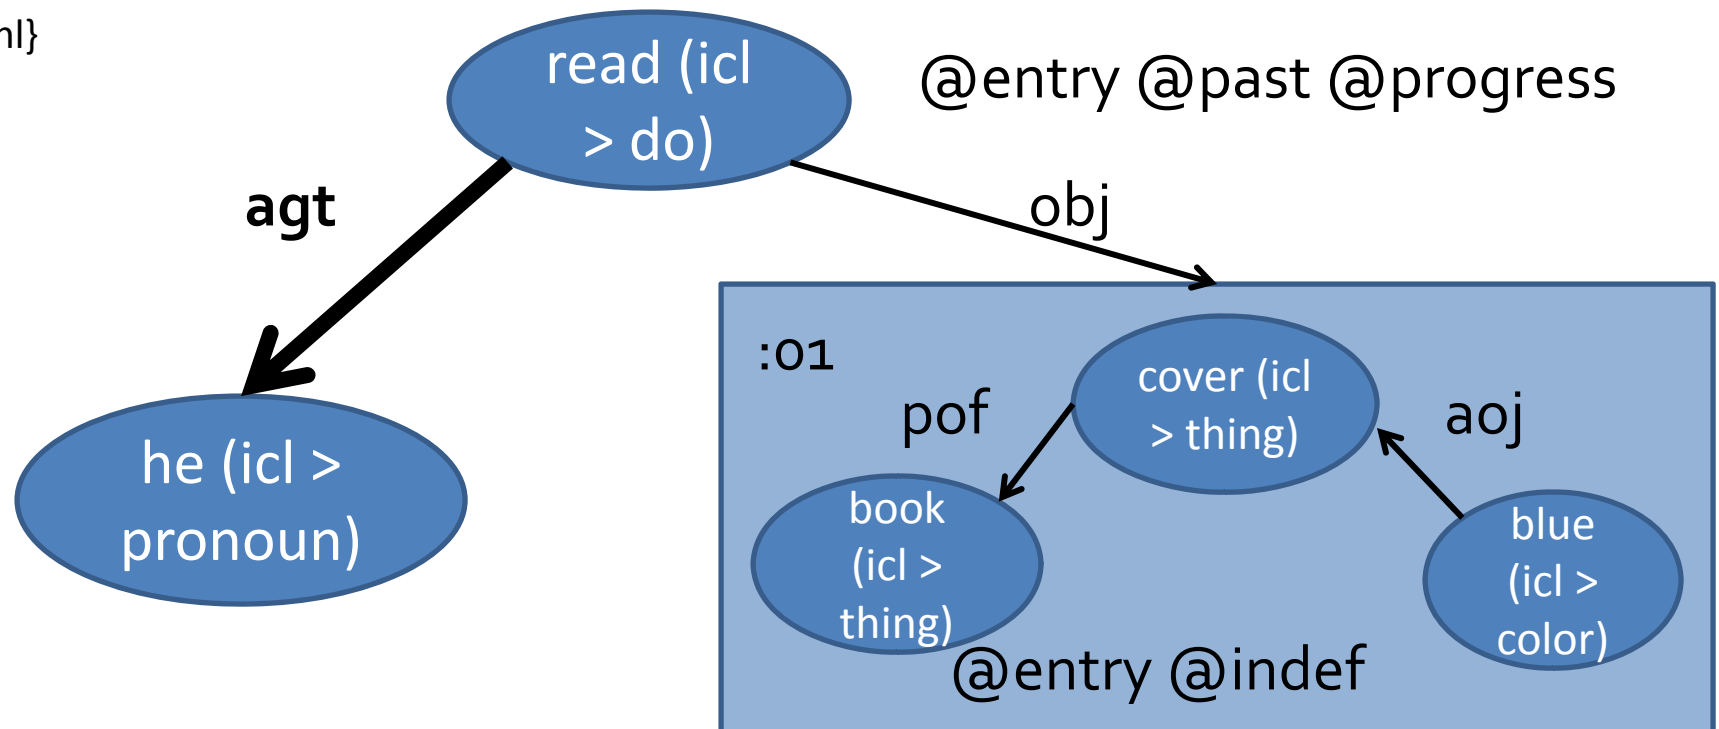 nl}
read (icl
> do)
@entry @past @progress
agt
obj
:01
cover (icl
> thing)
pof
aoj
he (icl >
pronoun)
book
(icl >
thing)
blue
(icl >
color)
@entry @indef